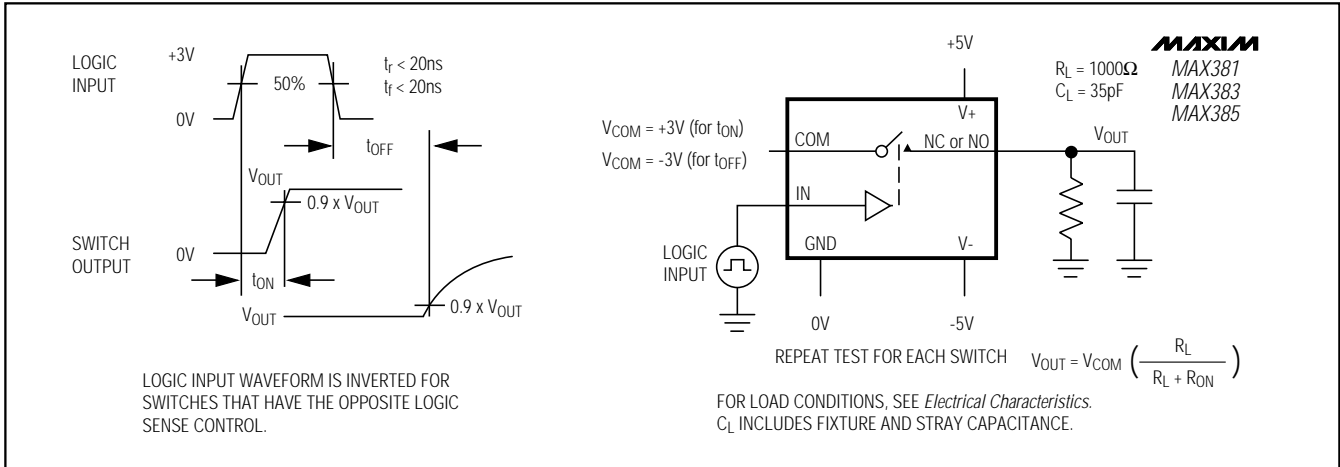 LOGIC
INPUT
+3V
0V
50%
tr < 20ns
tf < 20ns
tOFF
VOUT
0.9 x VOUT
SWITCH
OUTPUT
0V
tON
VOUT
0.9 x VOUT
LOGIC INPUT WAVEFORM IS INVERTED FOR
SWITCHES THAT HAVE THE OPPOSITE LOGIC
SENSE CONTROL.
+5V
MAXIM
RL = 1000Ω
MAX381
CL = 35pF
MAX383
MAX385
V+
VCOM = +3V (for tON)
COM
NC or NO
VOUT
VCOM = -3V (for tOFF)
IN
LOGIC
INPUT
GND
V-
0V
-5V
REPEAT TEST FOR EACH SWITCH
VOUT = VCOM ( RL / RL + RON )
FOR LOAD CONDITIONS, SEE Electrical Characteristics.
CL INCLUDES FIXTURE AND STRAY CAPACITANCE.